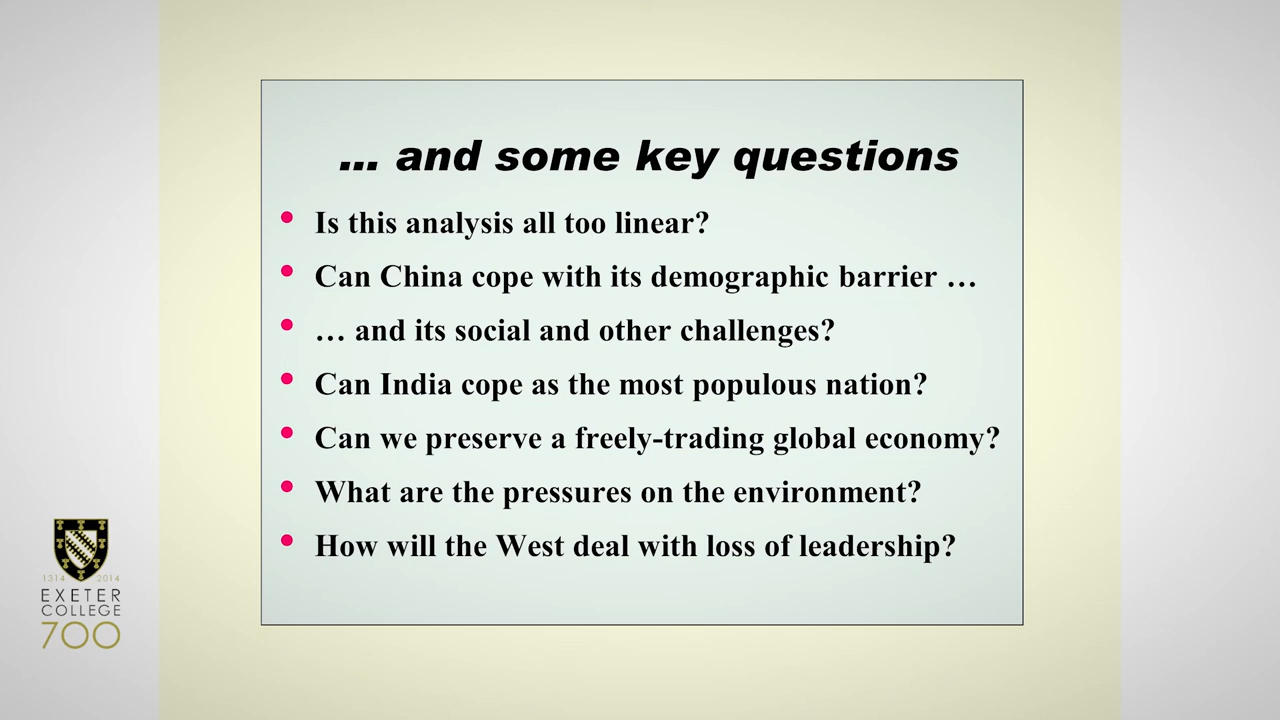 ... and some key questions
Is this analysis all too linear?
Can China cope with its demographic barrier …
… and its social and other challenges?
Can India cope as the most populous nation?
Can we preserve a freely-trading global economy?
What are the pressures on the environment?
How will the West deal with loss of leadership?
1314 2014
EXETER
COLLEGE
700